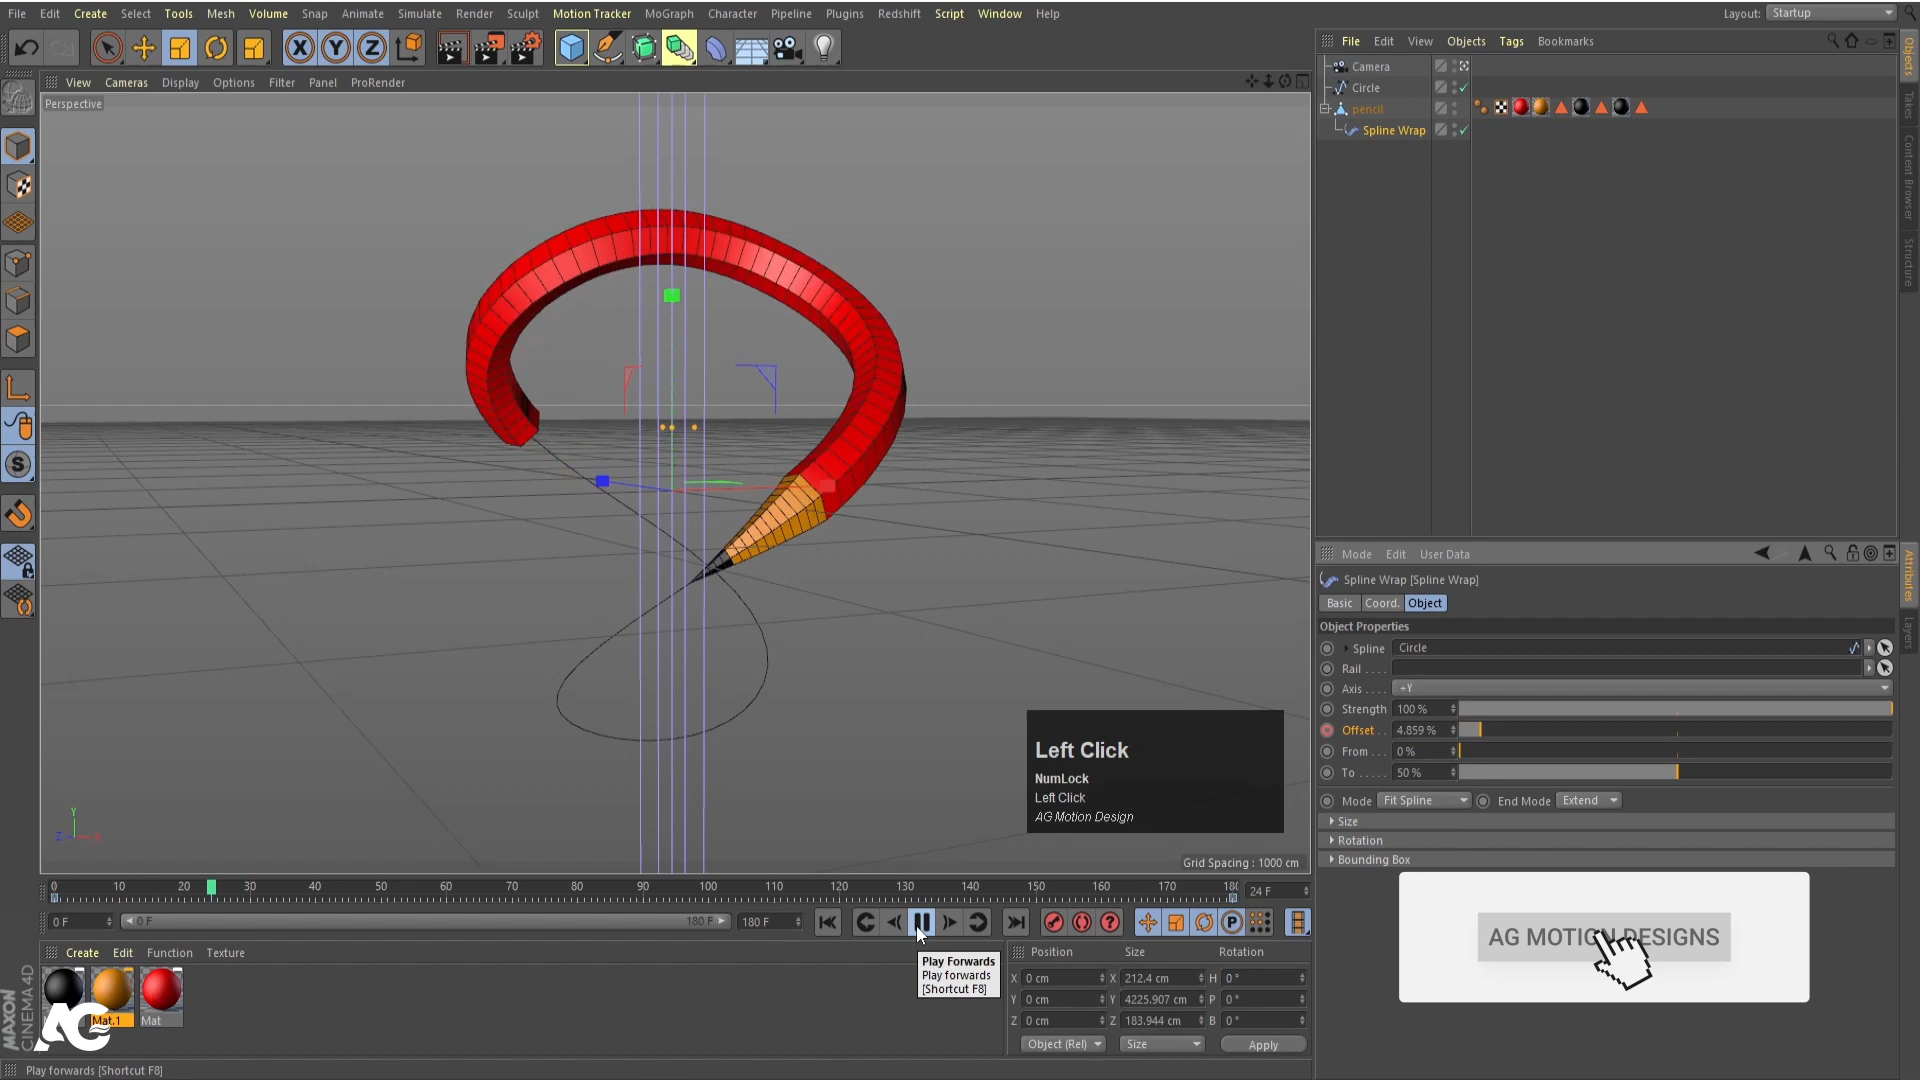 File Edit Create Select Tools Mesh Volume Snap Animate Simulate Render Sculpt Motion Tracker MoGraph Character Pipeline Plugins Redshift Script Window Help
Layout: Startup
X Y Z
File Edit View Objects Tags Bookmarks
Camera
Circle
pencil
Spline Wrap
Objects
Takes
Content Browser
Structure
View Cameras Display Options Filter Panel ProRender
Perspective
Left Click
NumLock
Left Click
AG Motion Design
Grid Spacing : 1000 cm
Y
Z X
Mode Edit User Data
Spline Wrap [Spline Wrap]
Basic Coord. Object
Object Properties
Spline Circle
Rail . . . .
Axis . . . . +Y
Strength 100 %
Offset . . 4.859 %
From . . . 0 %
To . . . . . 50 %
Mode Fit Spline End Mode Extend
Size
Rotation
Bounding Box
Attributes
Layers
0 10 20 30 40 50 60 70 80 90 100 110 120 130 140 150 160 170 24 F
0 F 0 F 180 F 180 F
P
Play Forwards
Play forwards
[Shortcut F8]
Create Edit Function Texture
Mat.1 Mat
Position Size Rotation
X 0 cm X 212.4 cm H 0 °
Y 0 cm Y 4225.907 cm P 0 °
Z 0 cm Z 183.944 cm B 0 °
Object (Rel) Size Apply
AG MOTION DESIGNS
MAXON
CINEMA 4D
AG
Play forwards [Shortcut F8]